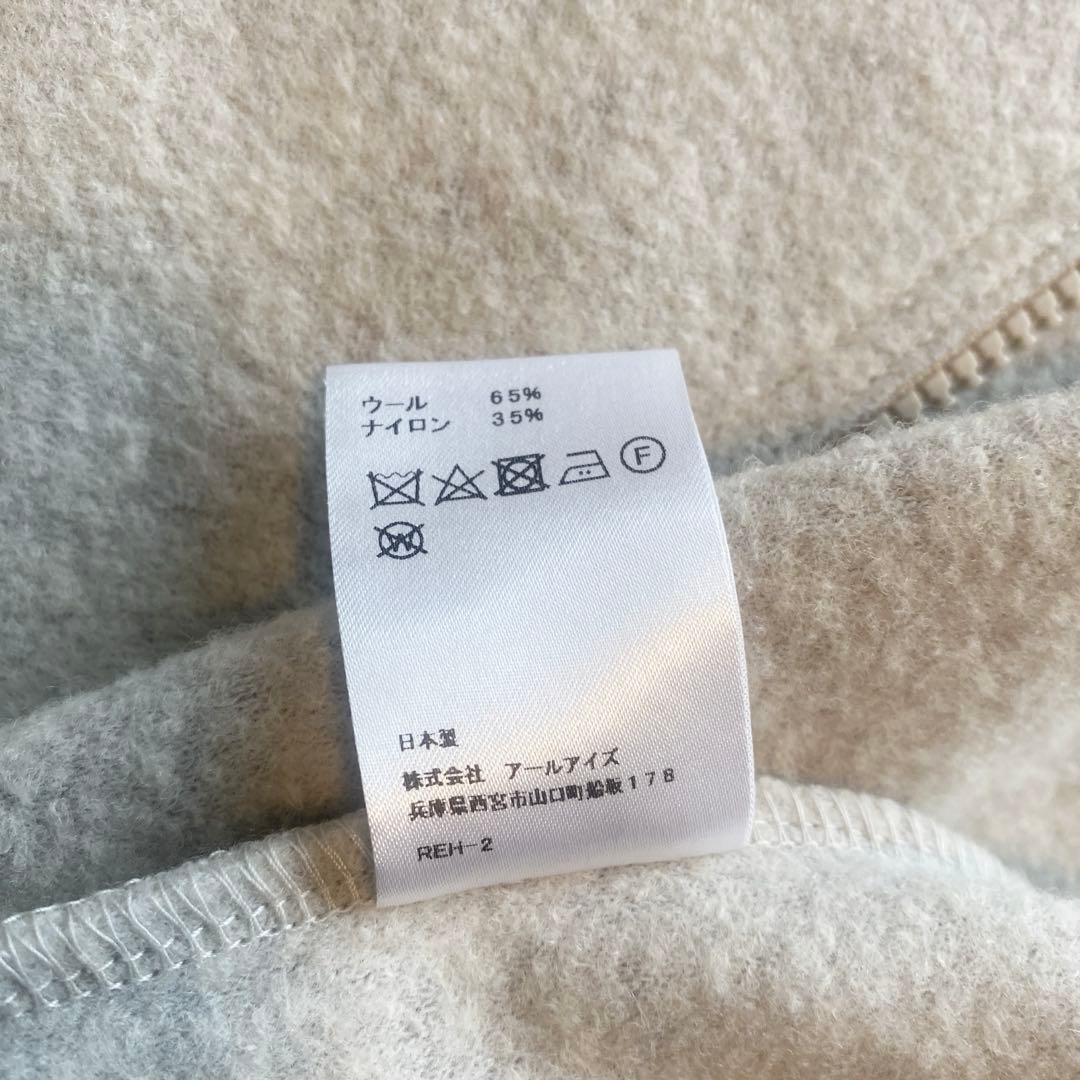 ウール 65%
ナイロン 35%
F
W
日本製
株式会社 アールアイズ
兵庫県西宮市山口町船坂178
REH-2